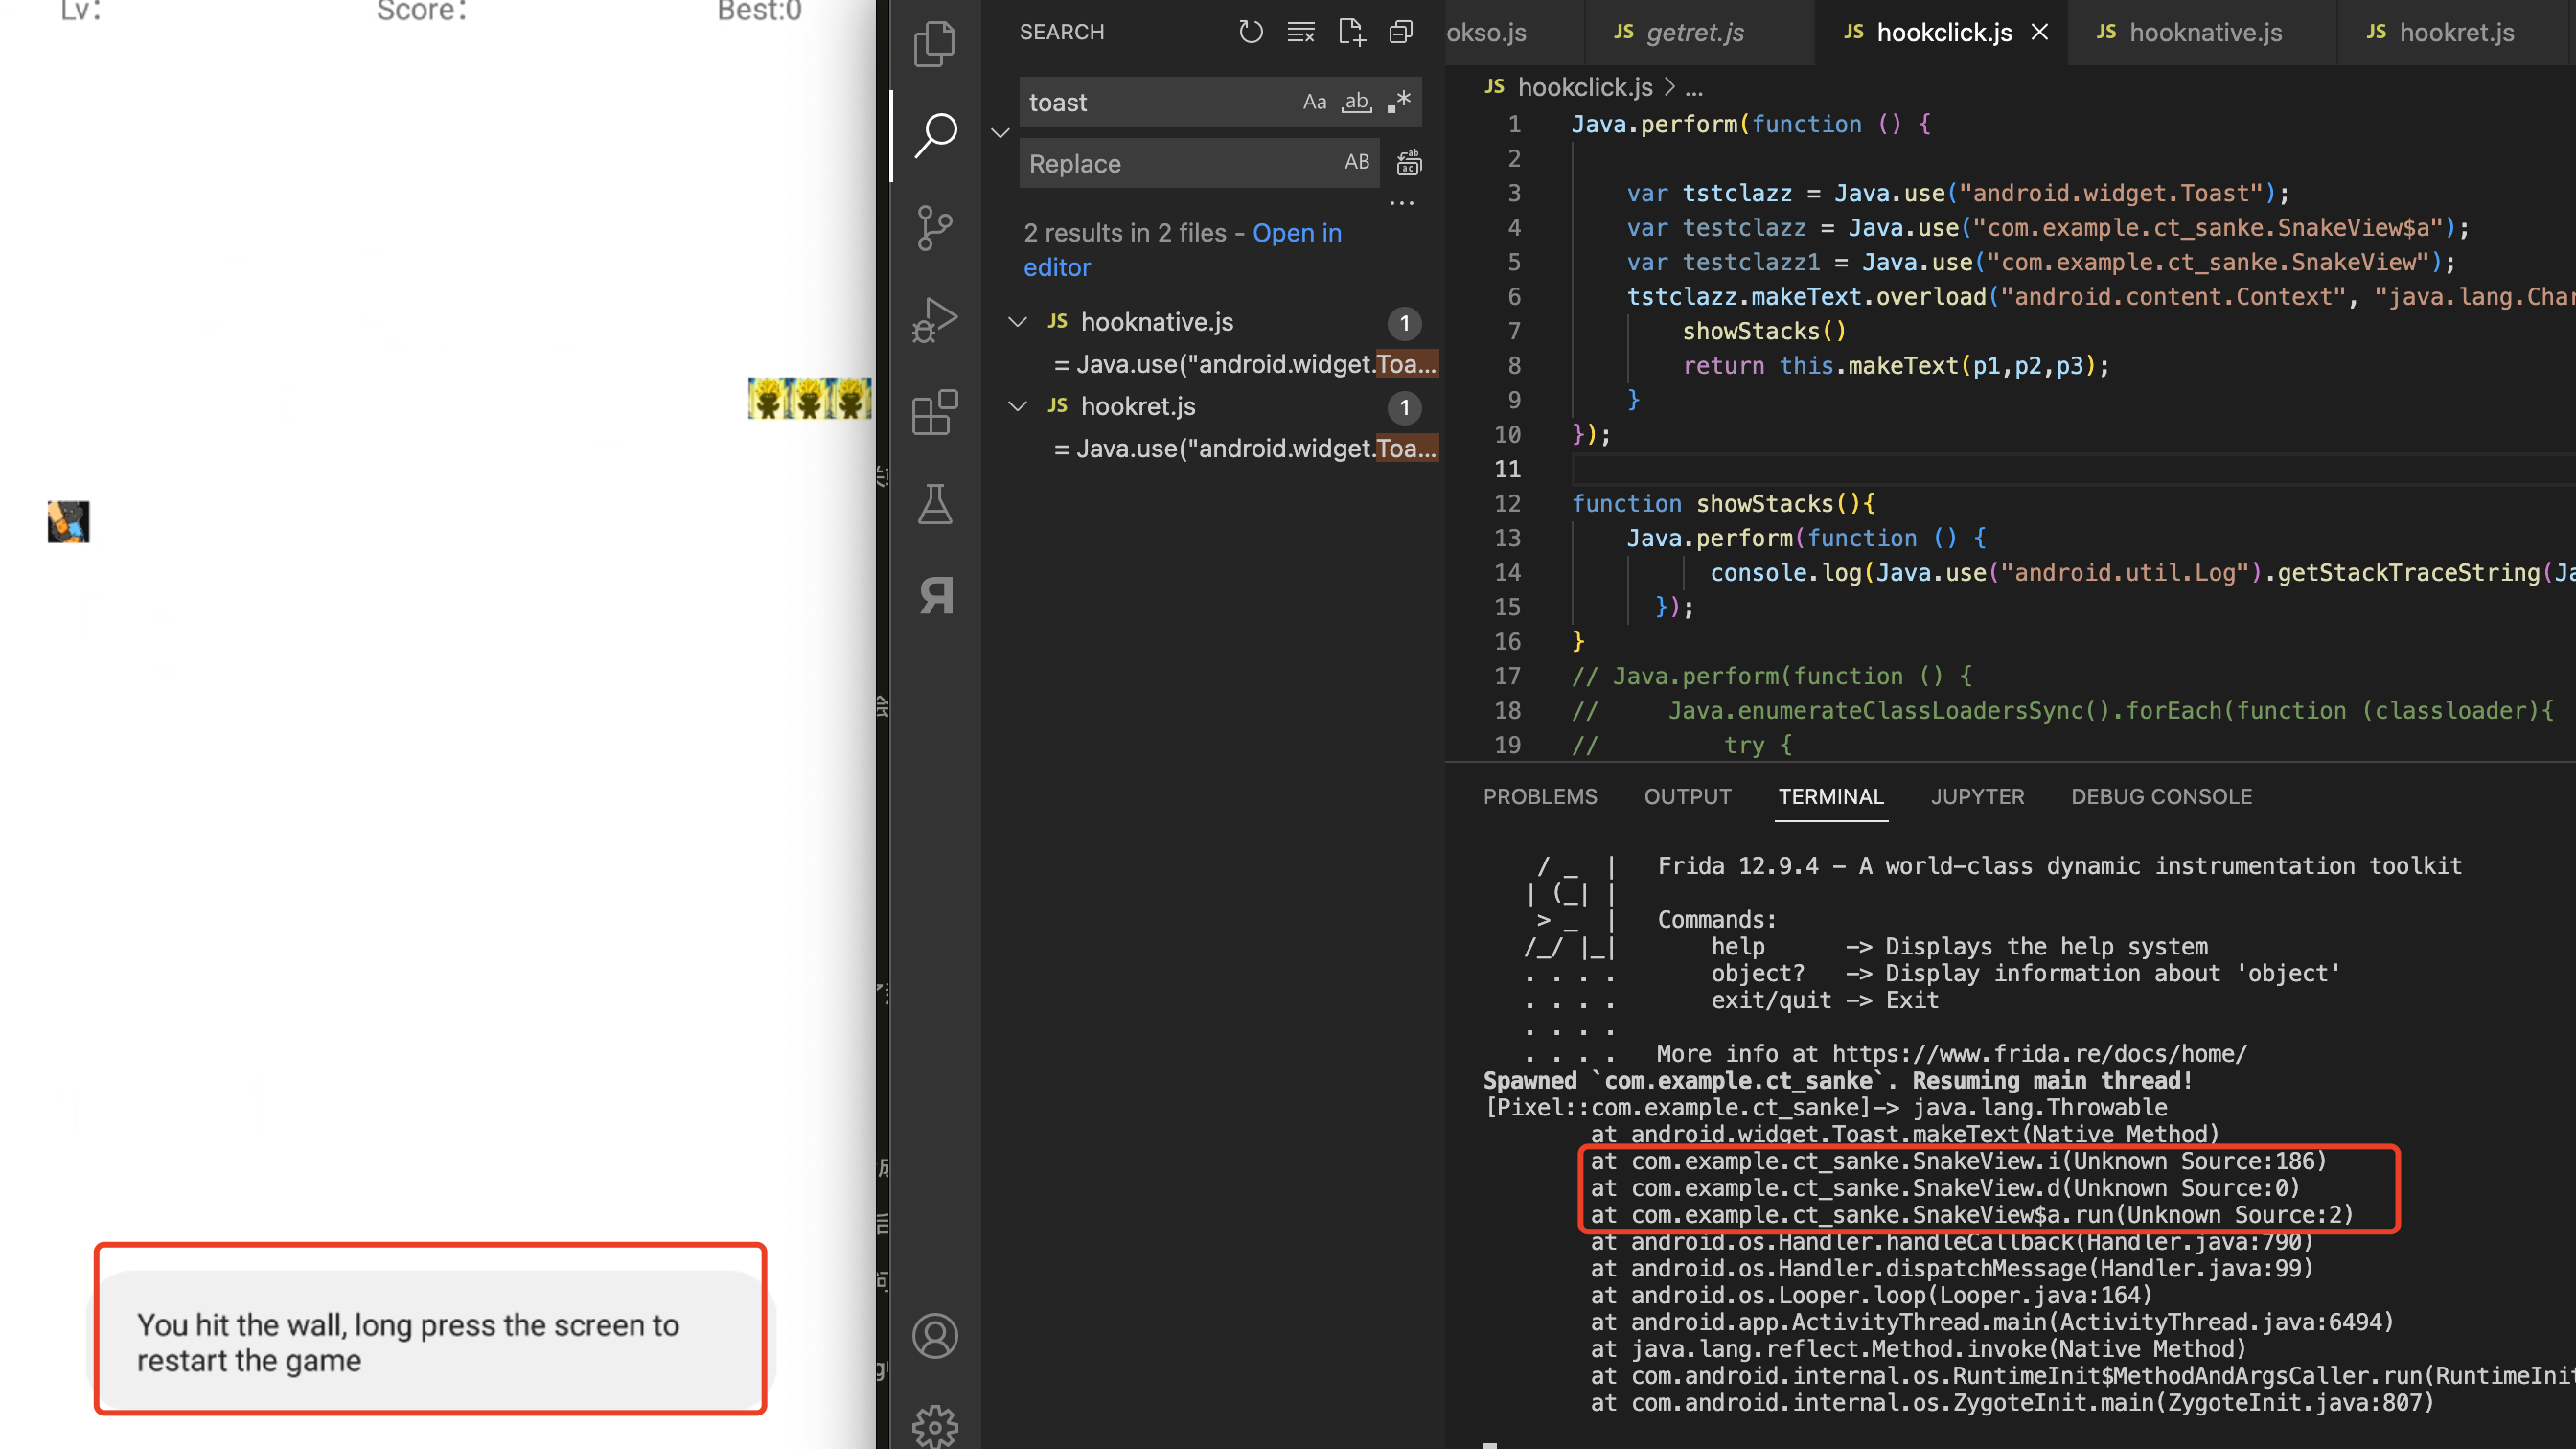 Lv:
Score:
Best:0
You hit the wall, long press the screen to
restart the game
SEARCH
toast
Aa
ab
.*
Replace
AB
...
2 results in 2 files - Open in
editor
JS hooknative.js 1
= Java.use("android.widget.Toa...
JS hookret.js 1
= Java.use("android.widget.Toa...
okso.js
JS getret.js
JS hookclick.js
JS hooknative.js
JS hookret.js
JS hookclick.js > ...
1 Java.perform(function () {
2
3 var tstclazz = Java.use("android.widget.Toast");
4 var testclazz = Java.use("com.example.ct_sanke.SnakeView$a");
5 var testclazz1 = Java.use("com.example.ct_sanke.SnakeView");
6 tstclazz.makeText.overload("android.content.Context", "java.lang.Char
7 showStacks()
8 return this.makeText(p1,p2,p3);
9 }
10 });
11
12 function showStacks(){
13 Java.perform(function () {
14 console.log(Java.use("android.util.Log").getStackTraceString(Ja
15 });
16 }
17 // Java.perform(function () {
18 // Java.enumerateClassLoadersSync().forEach(function (classloader){
19 // try {
PROBLEMS
OUTPUT
TERMINAL
JUPYTER
DEBUG CONSOLE
/ _  |   Frida 12.9.4 - A world-class dynamic instrumentation toolkit
| (_| |
> _  |   Commands:
/_/ |_|       help      -> Displays the help system
. . . .       object?   -> Display information about 'object'
. . . .       exit/quit -> Exit
. . . .
. . . .   More info at https://www.frida.re/docs/home/
Spawned `com.example.ct_sanke`. Resuming main thread!
[Pixel::com.example.ct_sanke]-> java.lang.Throwable
at android.widget.Toast.makeText(Native Method)
at com.example.ct_sanke.SnakeView.i(Unknown Source:186)
at com.example.ct_sanke.SnakeView.d(Unknown Source:0)
at com.example.ct_sanke.SnakeView$a.run(Unknown Source:2)
at android.os.Handler.handleCallback(Handler.java:790)
at android.os.Handler.dispatchMessage(Handler.java:99)
at android.os.Looper.loop(Looper.java:164)
at android.app.ActivityThread.main(ActivityThread.java:6494)
at java.lang.reflect.Method.invoke(Native Method)
at com.android.internal.os.RuntimeInit$MethodAndArgsCaller.run(RuntimeInit
at com.android.internal.os.ZygoteInit.main(ZygoteInit.java:807)